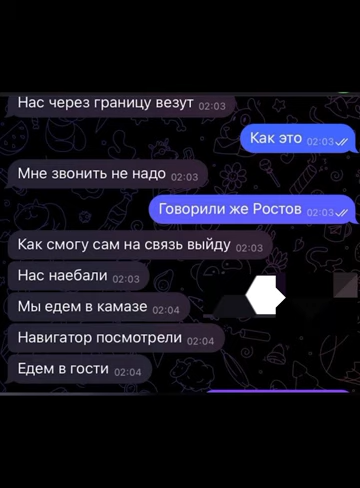 Нас через границу везут 02:03
Как это 02:03
Мне звонить не надо 02:03
Говорили же Ростов 02:03
Как смогу сам на связь выйду 02:03
Нас наебали 02:03
Мы едем в камазе 02:04
Навигатор посмотрели 02:04
Едем в гости 02:04